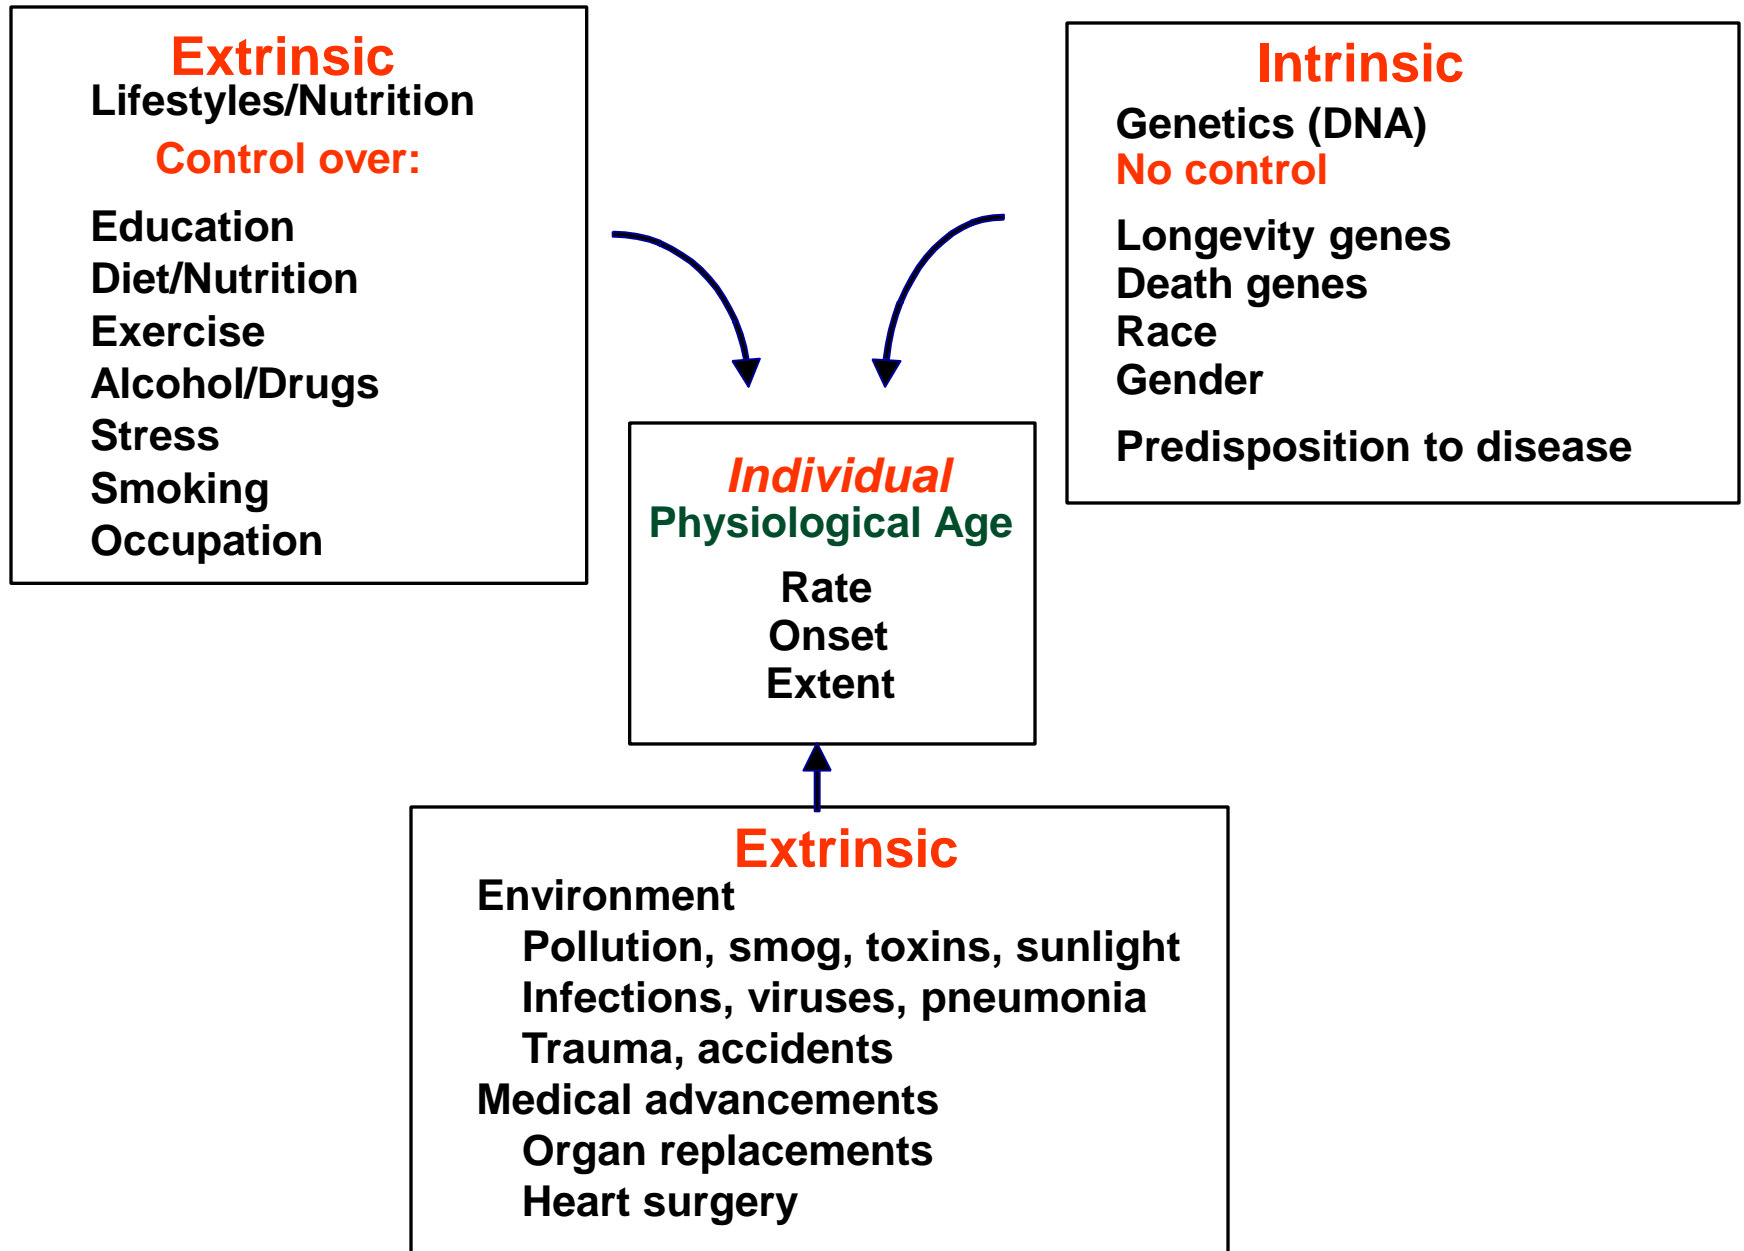 Extrinsic
Lifestyles/Nutrition
Control over:
Education
Diet/Nutrition
Exercise
Alcohol/Drugs
Stress
Smoking
Occupation
Intrinsic
Genetics (DNA)
No control
Longevity genes
Death genes
Race
Gender
Predisposition to disease
Individual
Physiological Age
Rate
Onset
Extent
Extrinsic
Environment
Pollution, smog, toxins, sunlight
Infections, viruses, pneumonia
Trauma, accidents
Medical advancements
Organ replacements
Heart surgery